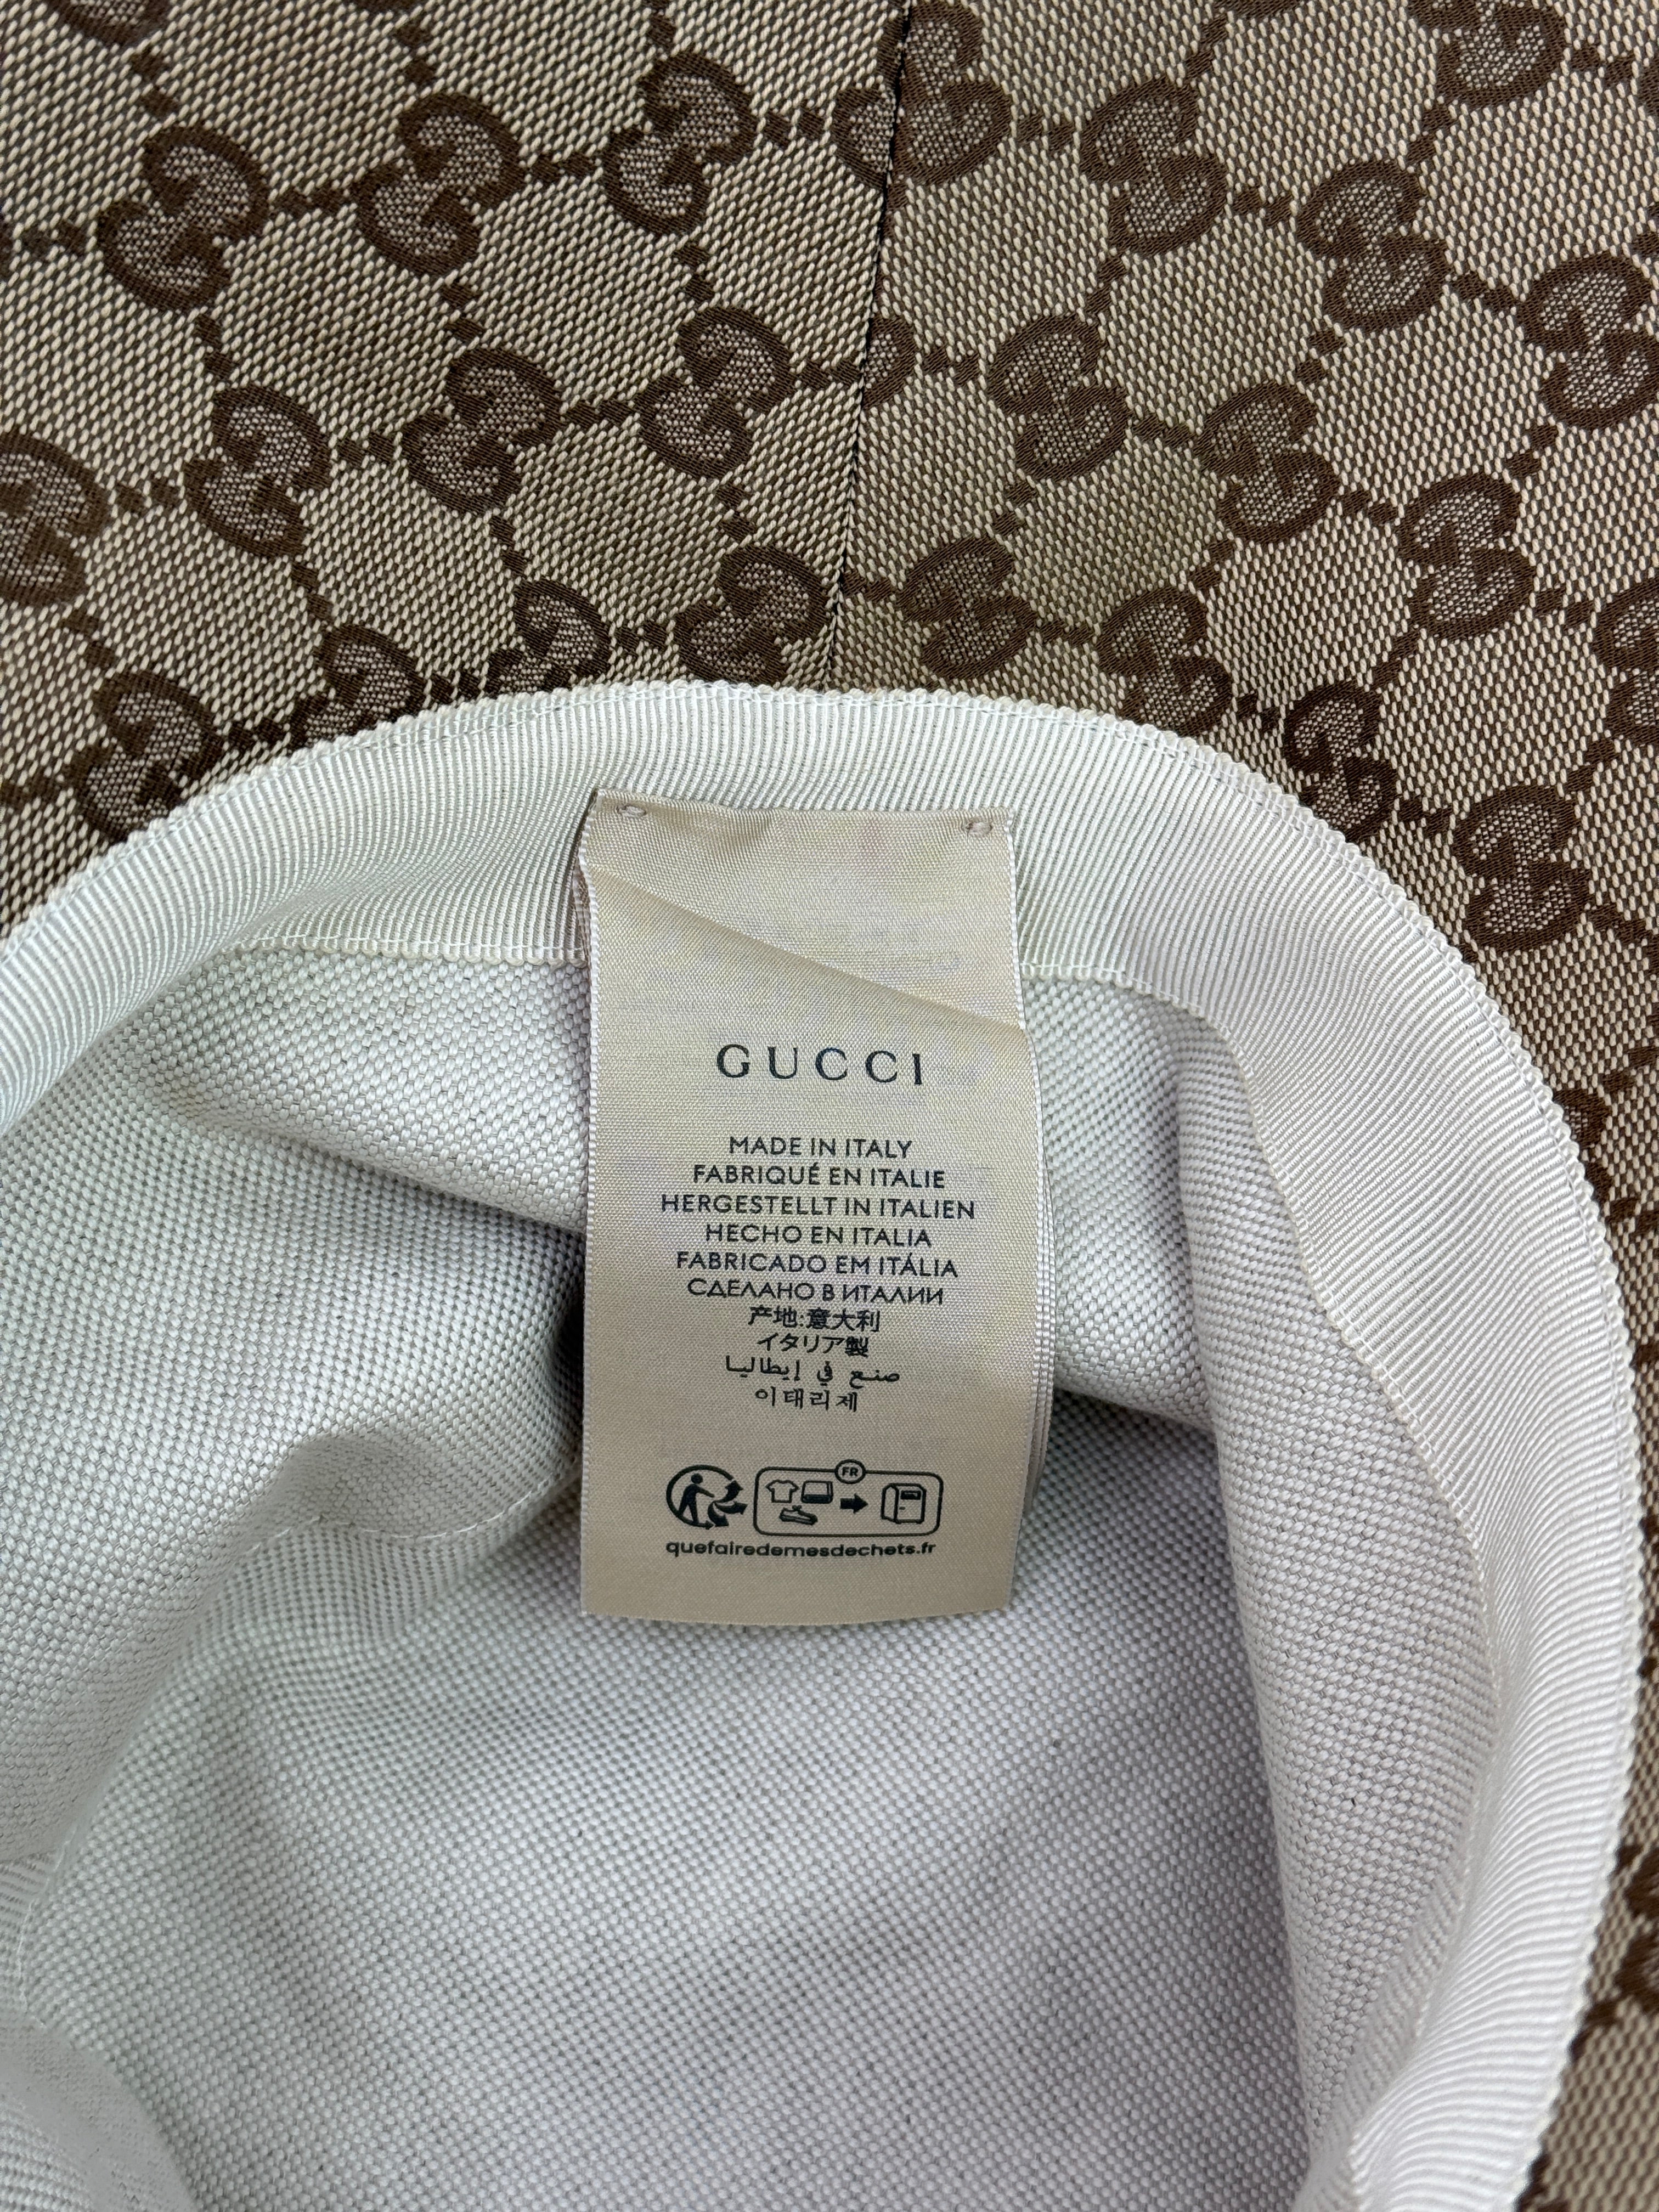 GUCCI
MADE IN ITALY
FABRIQUÉ EN ITALIE
HERGESTELLT IN ITALIEN
HECHO EN ITALIA
FABRICADO EM ITÁLIA
СДЕЛАНО В ИТАЛИИ
产地:意大利
イタリア製
صنع في إيطاليا
이태리제
FR
quefairedemesdechets.fr